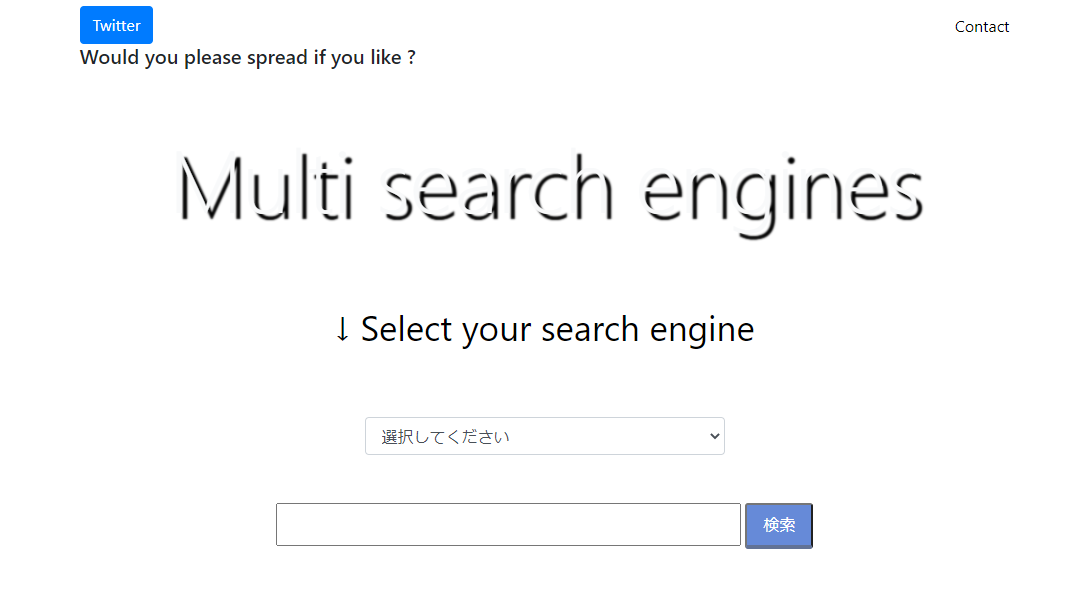 Twitter
Contact
Would you please spread if you like ?
Multi search engines
↓ Select your search engine
選択してください
検索